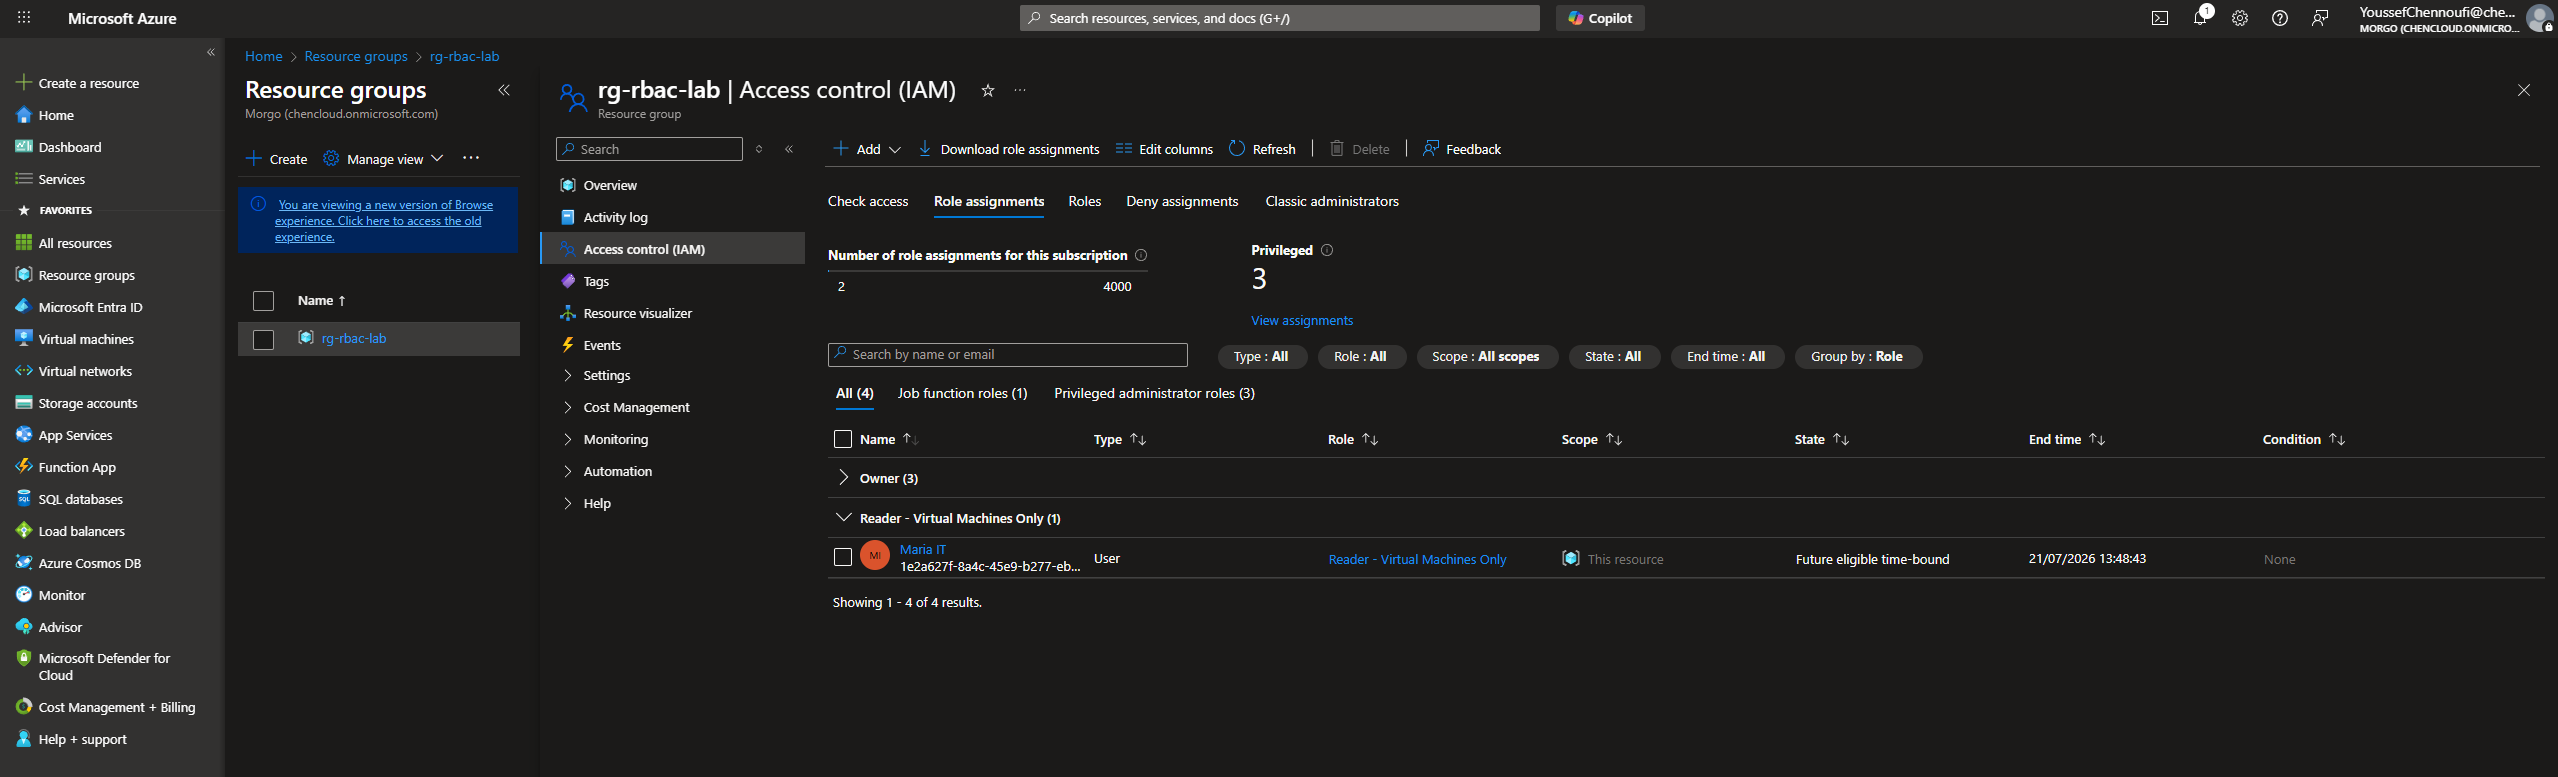 Microsoft Azure
Search resources, services, and docs (G+/)
Copilot
1
YoussefChennoufi@che...
MORGO (CHENCLOUD.ONMICRO...
Create a resource
Home
Dashboard
Services
FAVORITES
All resources
Resource groups
Microsoft Entra ID
Virtual machines
Virtual networks
Storage accounts
App Services
Function App
SQL databases
Load balancers
Azure Cosmos DB
Monitor
Advisor
Microsoft Defender for
Cloud
Cost Management + Billing
Help + support
Home > Resource groups > rg-rbac-lab
Resource groups
Morgo (chencloud.onmicrosoft.com)
Create
Manage view
You are viewing a new version of Browse
experience. Click here to access the old
experience.
Name ↑
rg-rbac-lab
rg-rbac-lab | Access control (IAM)
Resource group
Search
Overview
Activity log
Access control (IAM)
Tags
Resource visualizer
Events
Settings
Cost Management
Monitoring
Automation
Help
Add
Download role assignments
Edit columns
Refresh
Delete
Feedback
Check access
Role assignments
Roles
Deny assignments
Classic administrators
Number of role assignments for this subscription
2
4000
Privileged
3
View assignments
Search by name or email
Type : All
Role : All
Scope : All scopes
State : All
End time : All
Group by : Role
All (4)
Job function roles (1)
Privileged administrator roles (3)
Name ↑↓
Type ↑↓
Role ↑↓
Scope ↑↓
State ↑↓
End time ↑↓
Condition ↑↓
Owner (3)
Reader - Virtual Machines Only (1)
MI
Maria IT
1e2a627f-8a4c-45e9-b277-eb...
User
Reader - Virtual Machines Only
This resource
Future eligible time-bound
21/07/2026 13:48:43
None
Showing 1 - 4 of 4 results.